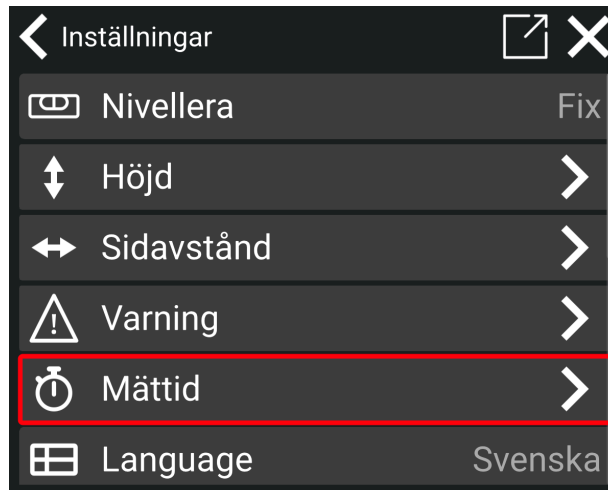 Inställningar
Nivellera Fix
Höjd
Sidavstånd
Varning
Mättid
Language Svenska